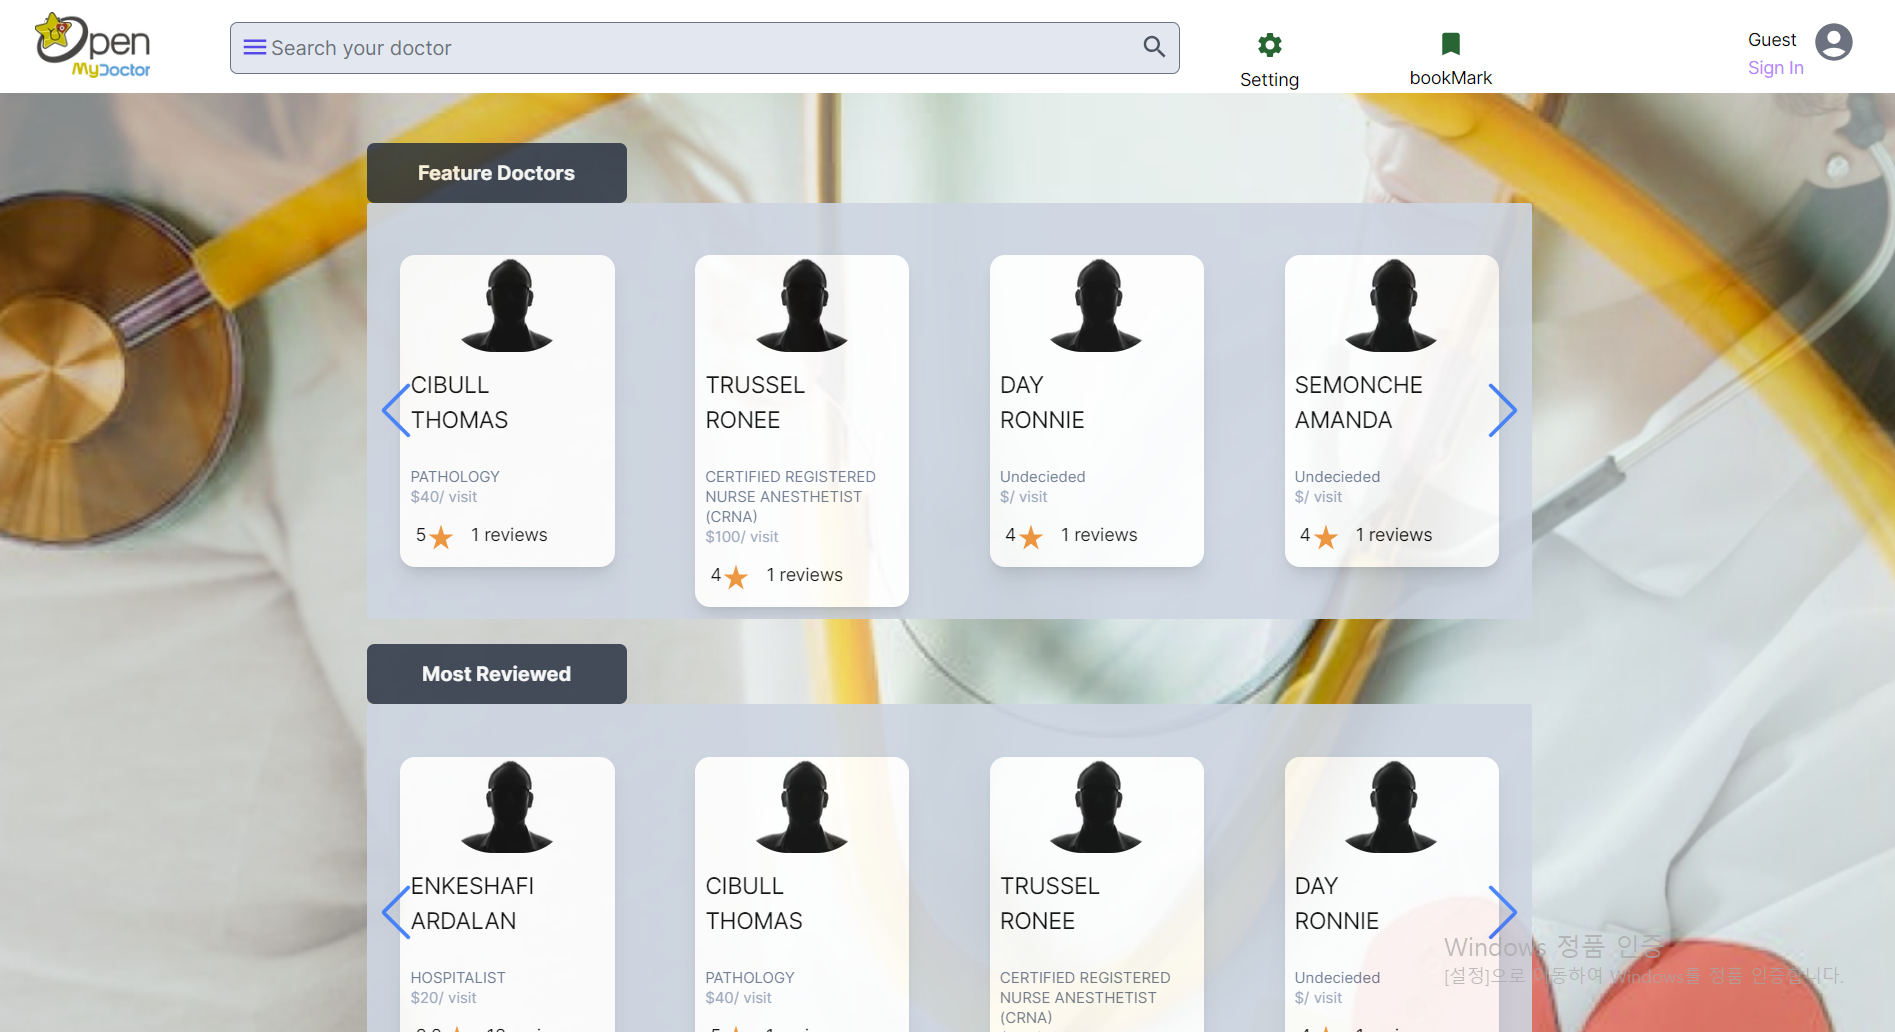 Open
MyDoctor
Search your doctor
Setting
bookMark
Guest
Sign In
Feature Doctors
CIBULL
THOMAS
PATHOLOGY
$40/ visit
5 1 reviews
TRUSSEL
RONEE
CERTIFIED REGISTERED
NURSE ANESTHETIST
(CRNA)
$100/ visit
4 1 reviews
DAY
RONNIE
Undecieded
$/ visit
4 1 reviews
SEMONCHE
AMANDA
Undecieded
$/ visit
4 1 reviews
Most Reviewed
ENKESHAFI
ARDALAN
HOSPITALIST
$20/ visit
CIBULL
THOMAS
PATHOLOGY
$40/ visit
TRUSSEL
RONEE
CERTIFIED REGISTERED
NURSE ANESTHETIST
(CRNA)
DAY
RONNIE
Undecieded
$/ visit
Windows 정품 인증
[설정]으로 이동하여 Windows를 정품 인증합니다.